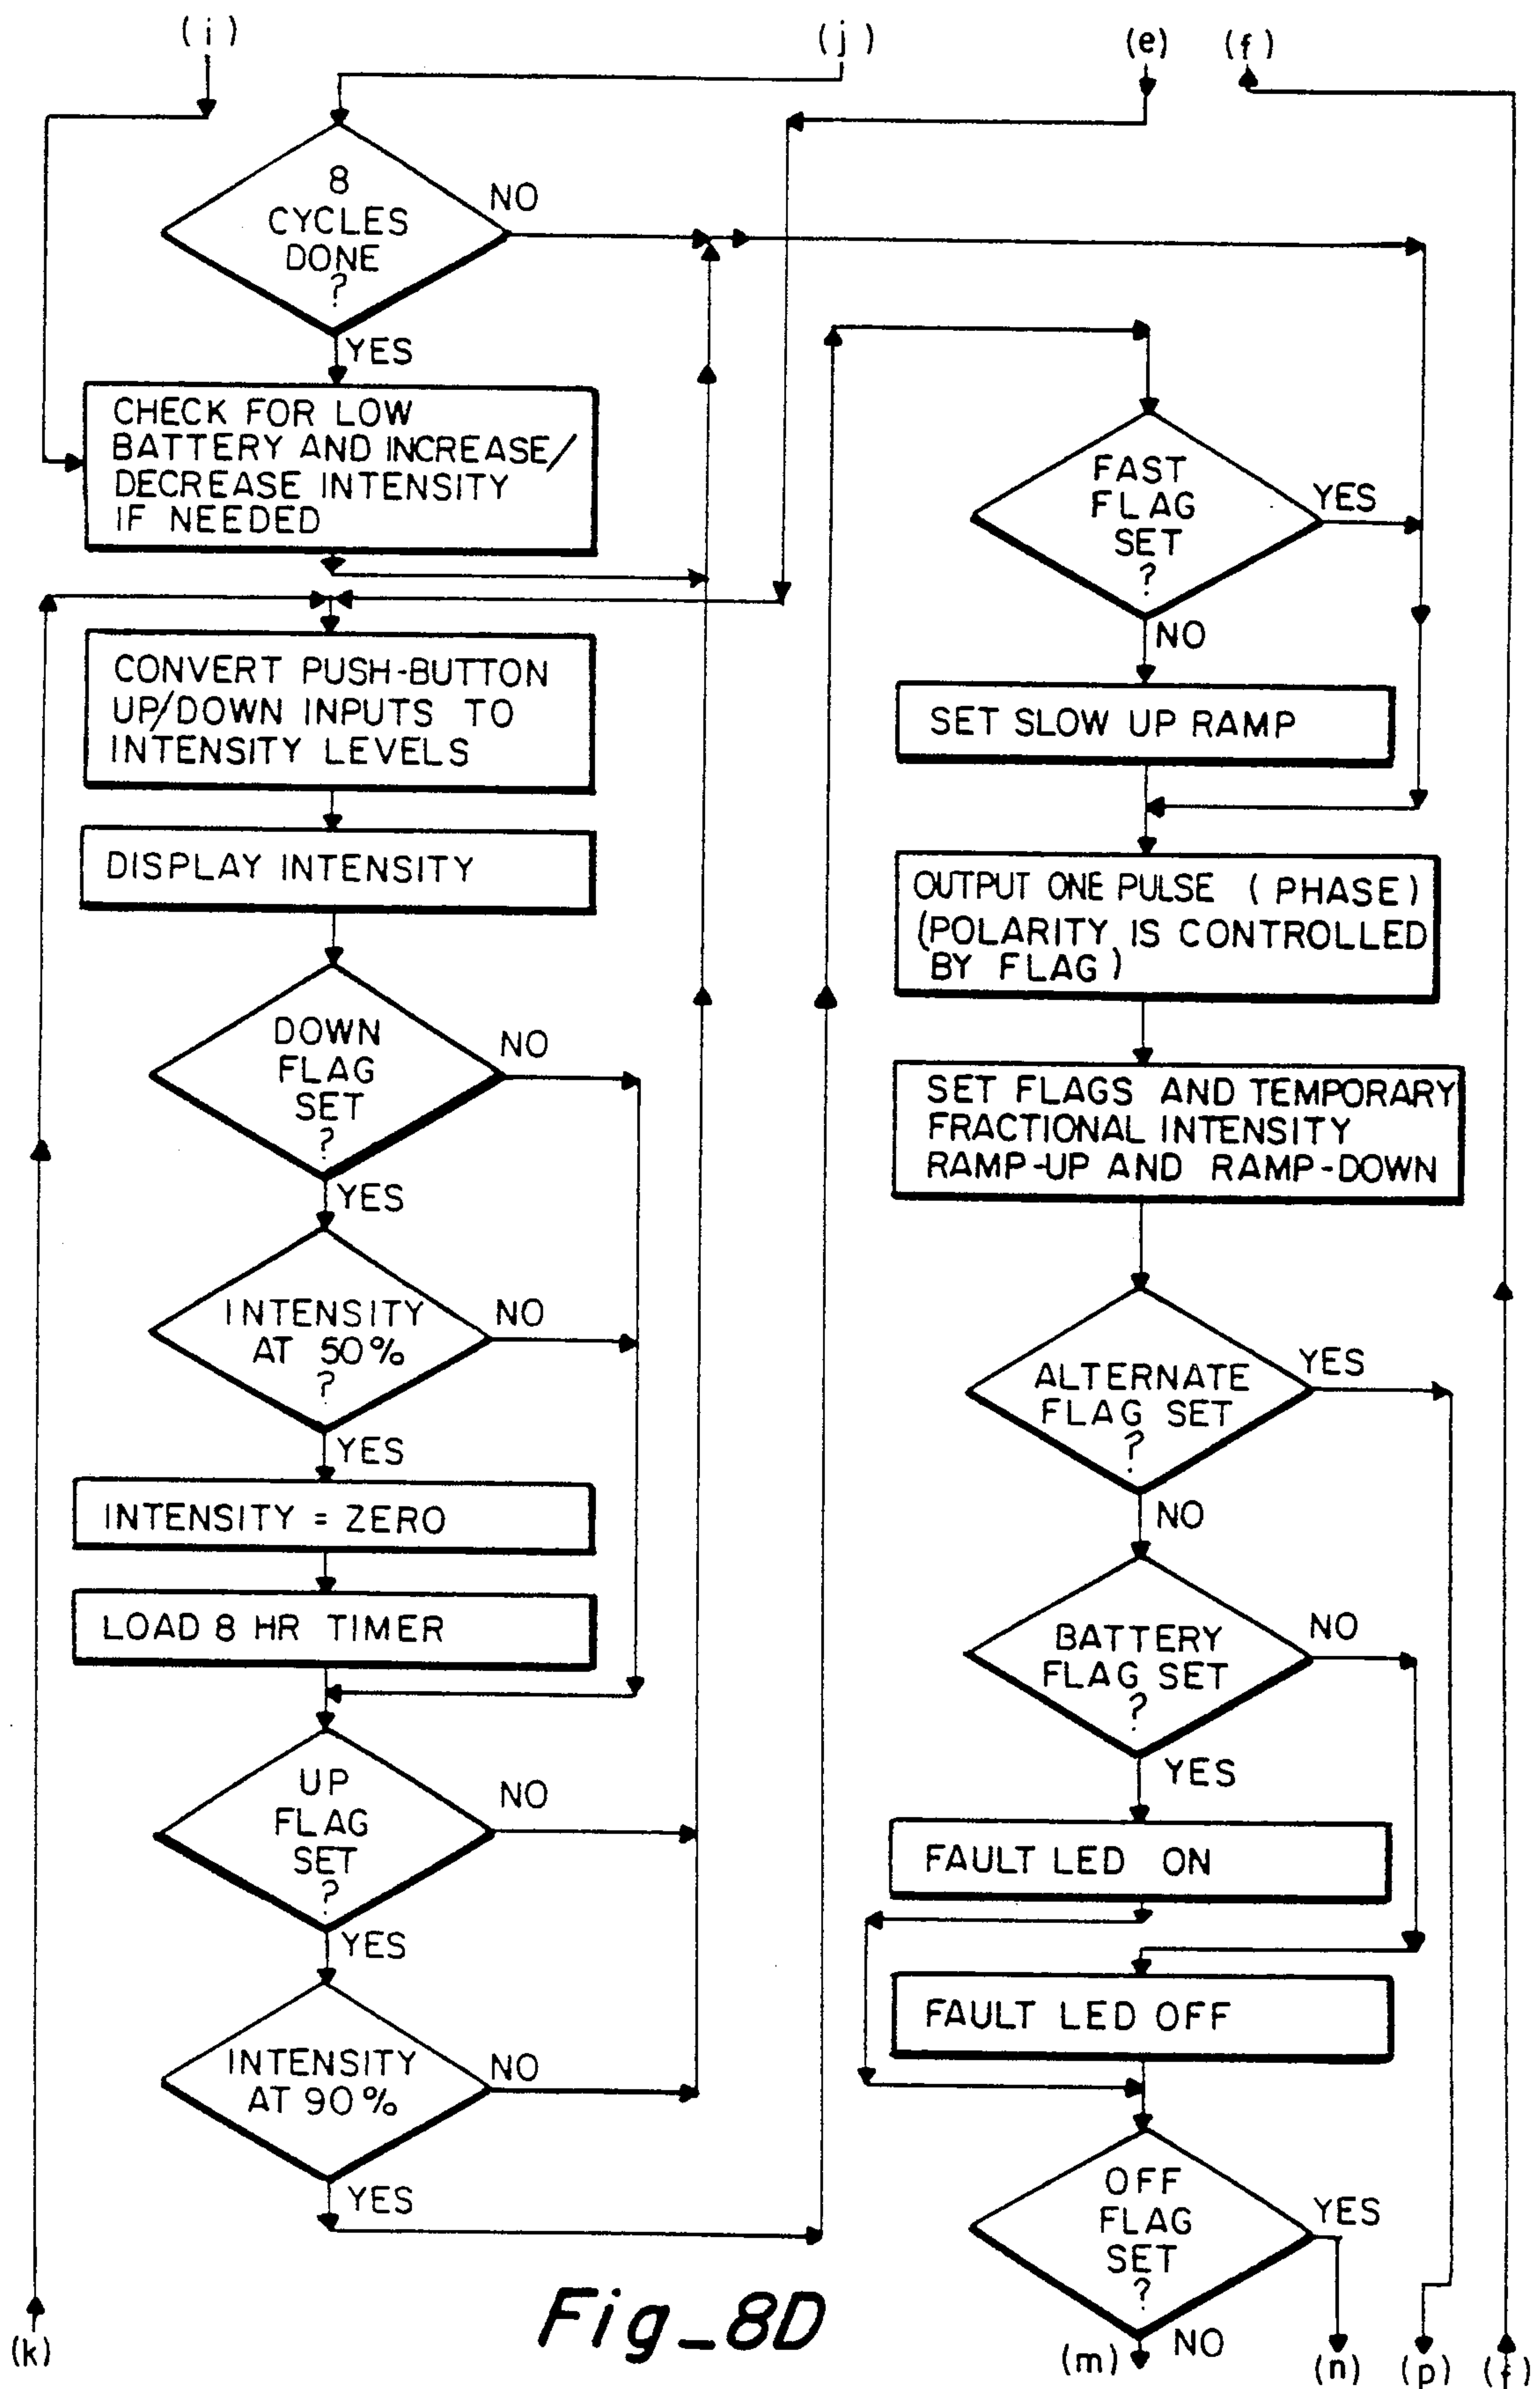 (i)
(j)
(e)
(f)
8
CYCLES
DONE
?
NO
YES
CHECK FOR LOW
BATTERY AND INCREASE/
DECREASE INTENSITY
IF NEEDED
CONVERT PUSH-BUTTON
UP/DOWN INPUTS TO
INTENSITY LEVELS
DISPLAY INTENSITY
DOWN
FLAG
SET
?
NO
YES
INTENSITY
AT 50%
?
NO
YES
INTENSITY = ZERO
LOAD 8 HR TIMER
UP
FLAG
SET
?
NO
YES
INTENSITY
AT 90%
NO
YES
FAST
FLAG
SET
?
YES
NO
SET SLOW UP RAMP
OUTPUT ONE PULSE (PHASE)
(POLARITY IS CONTROLLED
BY FLAG)
SET FLAGS AND TEMPORARY
FRACTIONAL INTENSITY
RAMP-UP AND RAMP-DOWN
ALTERNATE
FLAG SET
?
YES
NO
BATTERY
FLAG SET
?
NO
YES
FAULT LED ON
FAULT LED OFF
OFF
FLAG
SET
?
YES
NO
(k)
(m)
(n)
(p)
(f)
Fig_8D